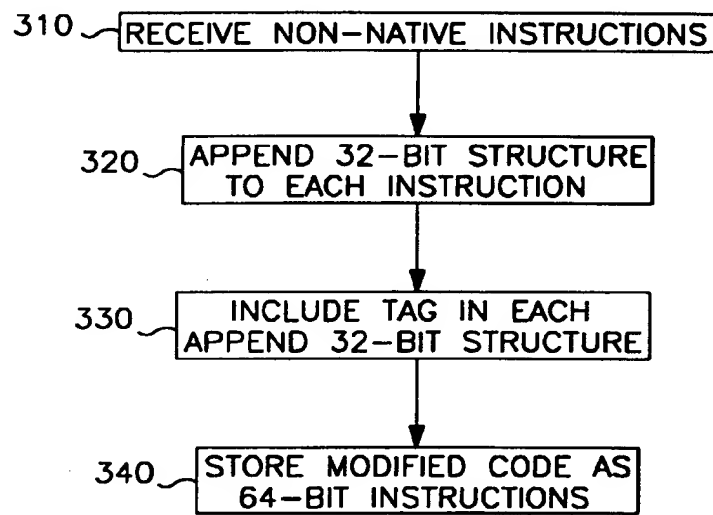 310 RECEIVE NON-NATIVE INSTRUCTIONS
320 APPEND 32-BIT STRUCTURE
TO EACH INSTRUCTION
330 INCLUDE TAG IN EACH
APPEND 32-BIT STRUCTURE
340 STORE MODIFIED CODE AS
64-BIT INSTRUCTIONS